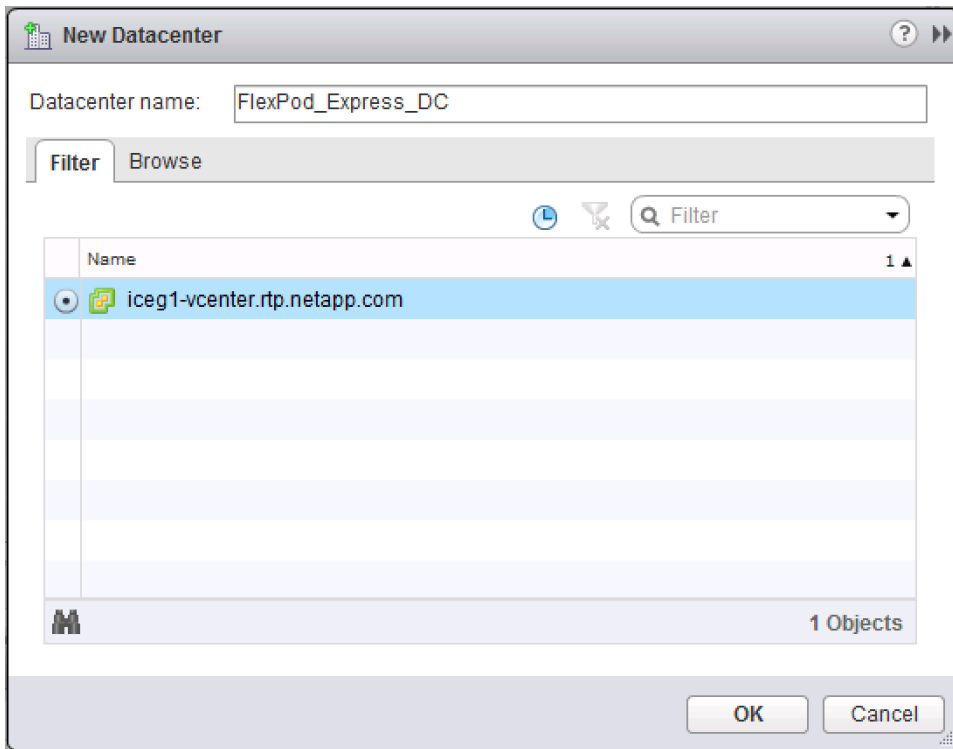 New Datacenter
Datacenter name: FlexPod_Express_DC
Filter Browse
Filter
Name 1
iceg1-vcenter.rtp.netapp.com
1 Objects
OK Cancel